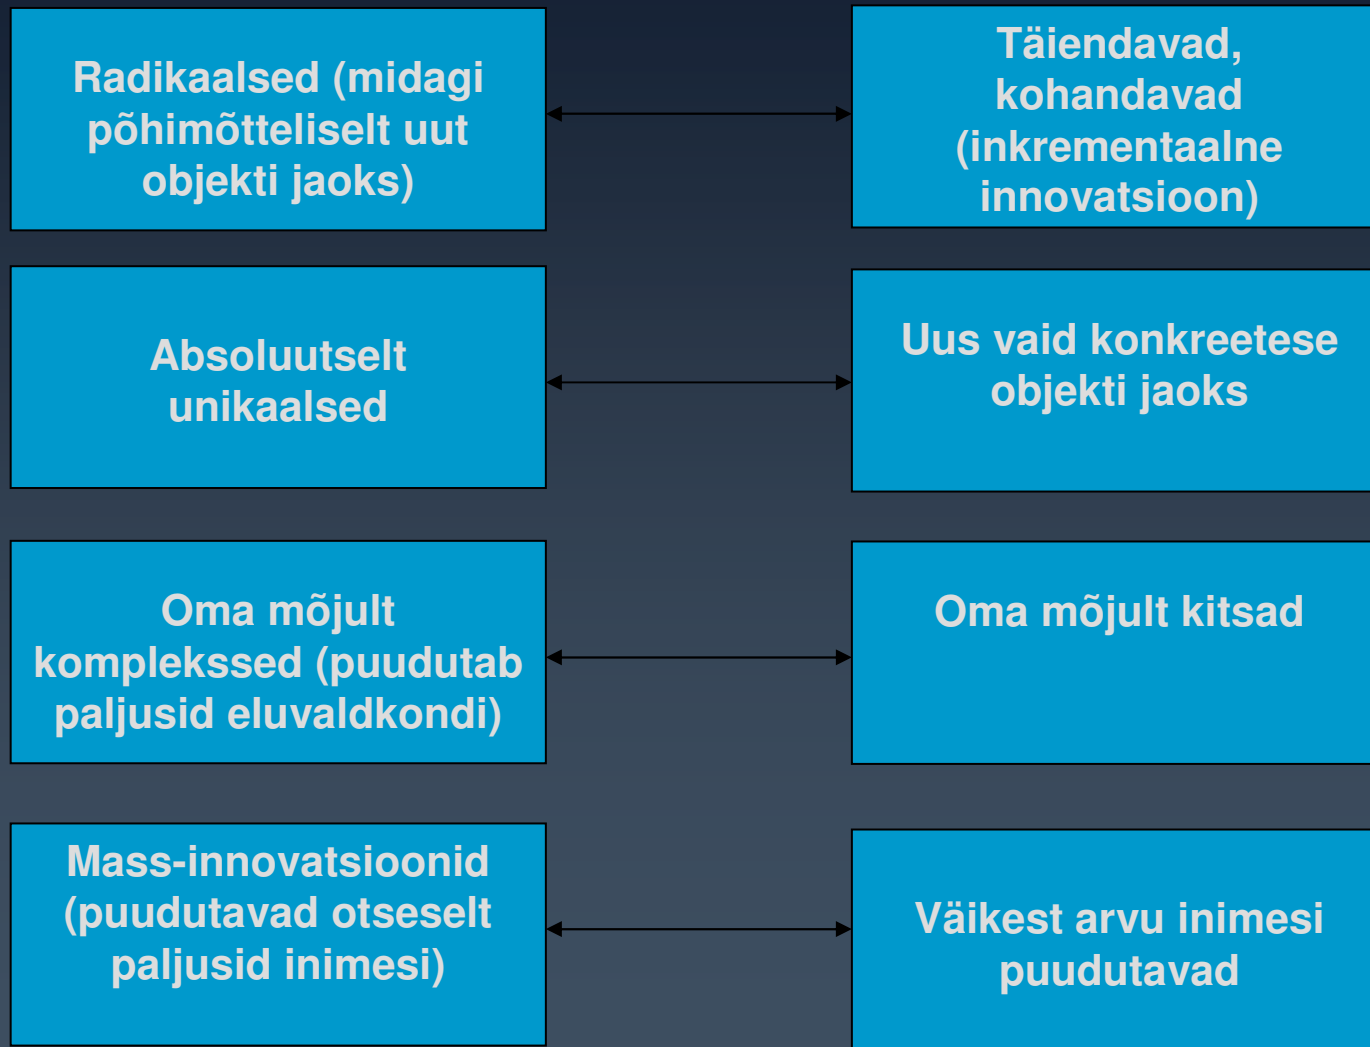 Radikaalsed (midagi
põhimõtteliselt uut
objekti jaoks)
Täiendavad,
kohandavad
(inkrementaalne
innovatsioon)
Absoluutselt
unikaalsed
Uus vaid konkreetese
objekti jaoks
Oma mõjult
komplekssed (puudutab
paljusid eluvaldkondi)
Oma mõjult kitsad
Mass-innovatsioonid
(puudutavad otseselt
paljusid inimesi)
Väikest arvu inimesi
puudutavad